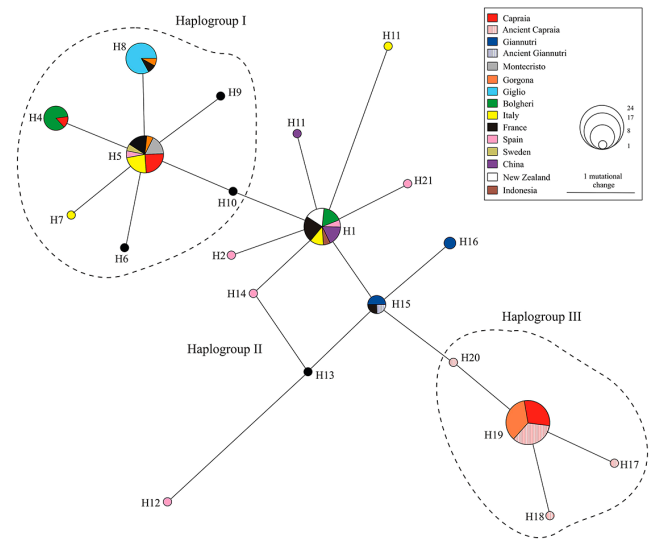 Haplogroup I
H8
H9
H4
H5
H7
H6
H10
H11
H11
H21
H1
H2
H16
H14
H15
Haplogroup II
H13
H12
Haplogroup III
H20
H19
H17
H18
Capraia
Ancient Capraia
Giannutri
Ancient Giannutri
Montecristo
Gorgona
Giglio
Bolgheri
Italy
France
Spain
Sweden
China
New Zealand
Indonesia
24
17
8
1
1 mutational
change